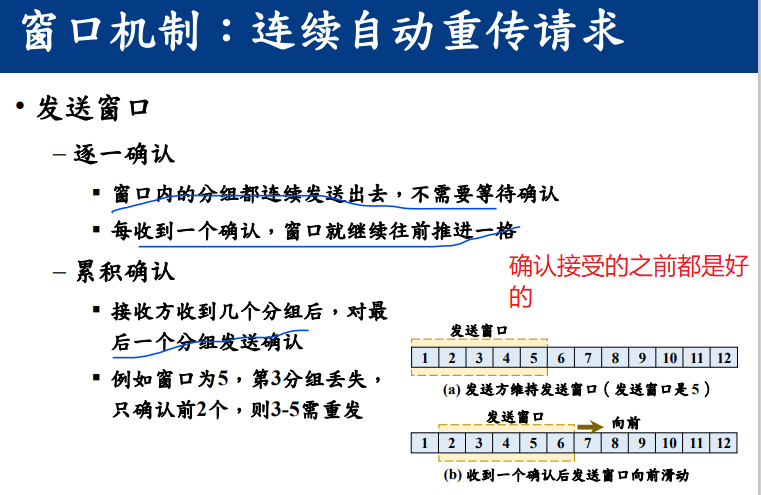 窗口机制：连续自动重传请求
• 发送窗口
– 逐一确认
▪ 窗口内的分组都连续发送出去，不需要等待确认
▪ 每收到一个确认，窗口就继续往前推进一格
– 累积确认
确认接受的之前都是好
的
▪ 接收方收到几个分组后，对最
后一个分组发送确认
▪ 例如窗口为5，第3分组丢失，
只确认前2个，则3-5需重发
发送窗口
1 2 3 4 5 6 7 8 9 10 11 12
(a) 发送方维持发送窗口（发送窗口是 5）
发送窗口 向前
1 2 3 4 5 6 7 8 9 10 11 12
(b) 收到一个确认后发送窗口向前滑动